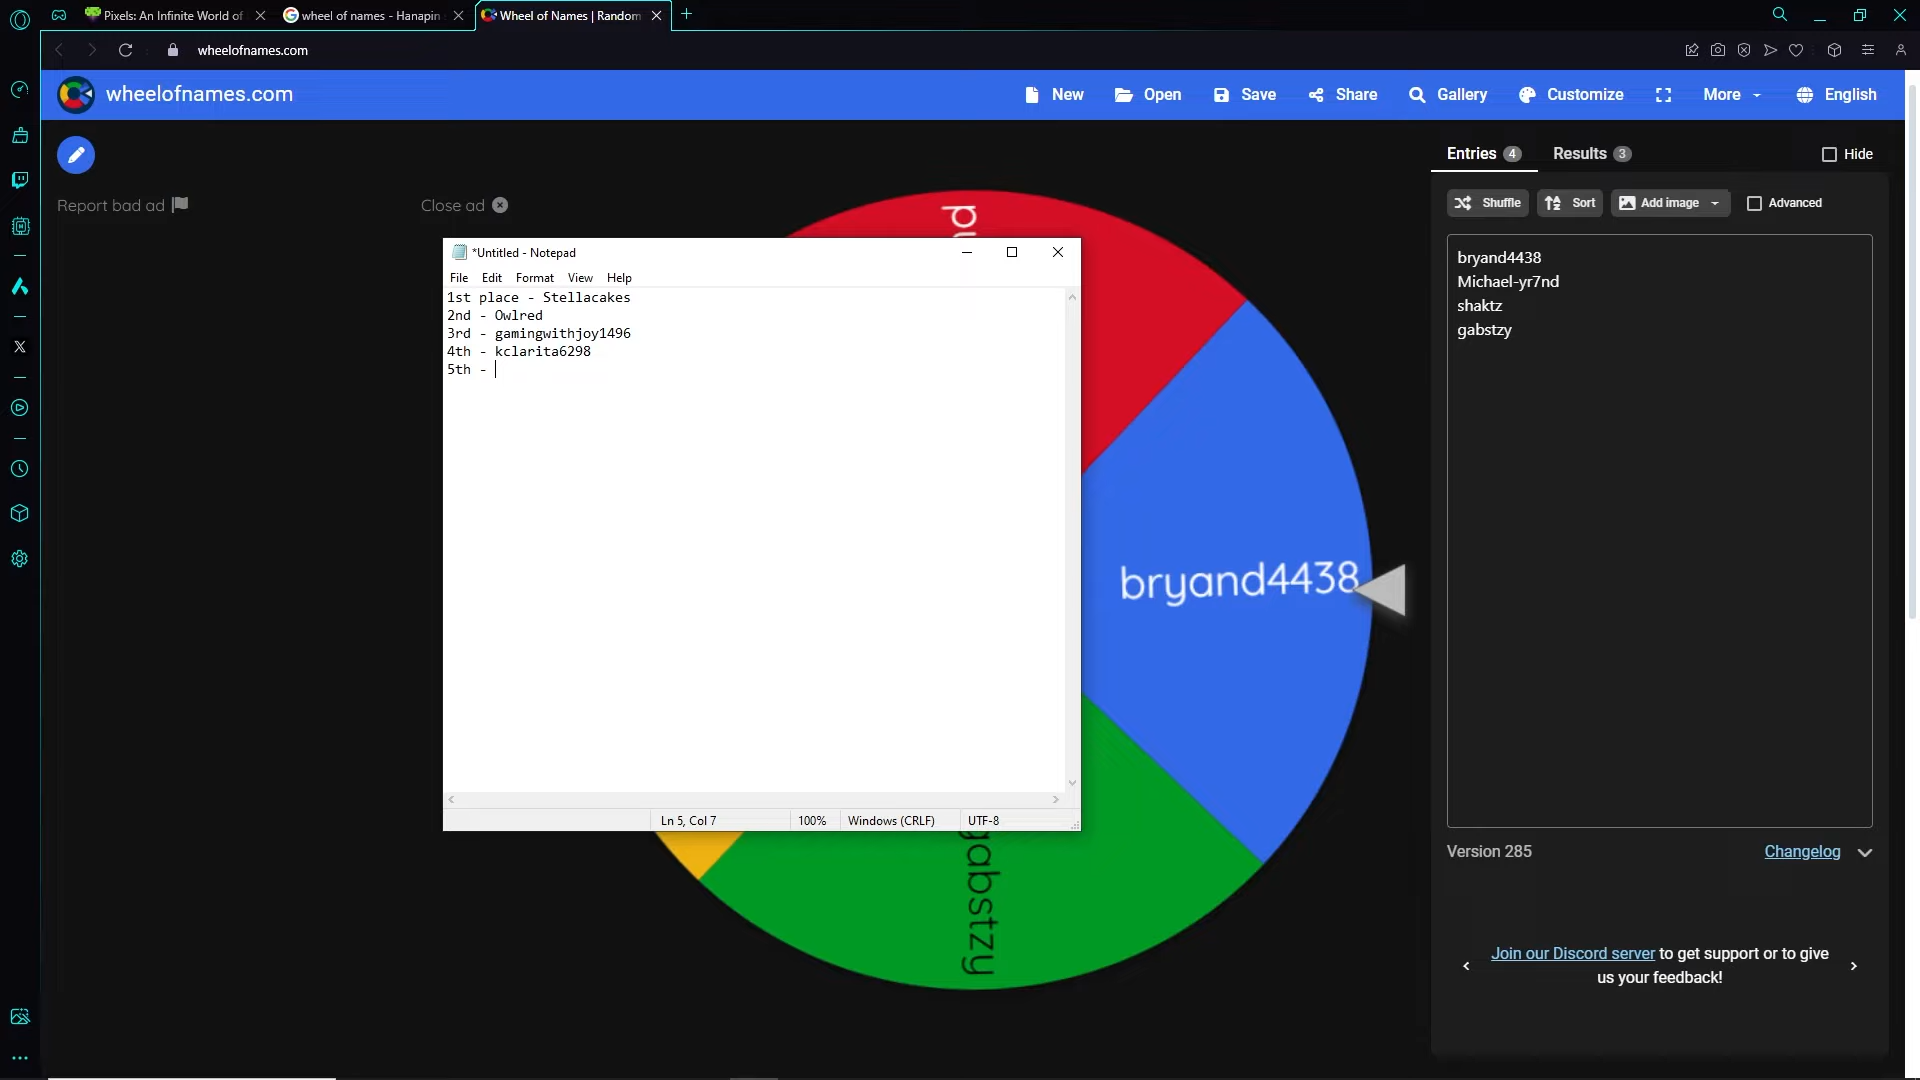 Pixels: An Infinite World of
wheel of names - Hanapin
Wheel of Names | Random
wheelofnames.com
wheelofnames.com
New
Open
Save
Share
Gallery
Customize
More
English
Report bad ad
Close ad
Entries 4
Results 3
Hide
Shuffle
Sort
Add image
Advanced
bryand4438
Michael-yr7nd
shaktz
gabstzy
*Untitled - Notepad
File Edit Format View Help
1st place - Stellacakes
2nd - Owlred
3rd - gamingwithjoy1496
4th - kclarita6298
5th -
Ln 5, Col 7
100%
Windows (CRLF)
UTF-8
bryand4438
gabstzy
Version 285
Changelog
Join our Discord server to get support or to give
us your feedback!